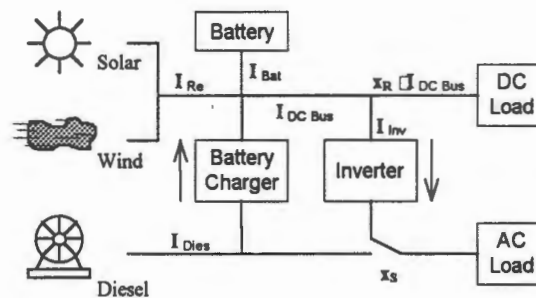 Solar
Wind
Diesel
Battery
I Re
I Bat
I DC Bus
x R I DC Bus
I Inv
DC
Load
Battery
Charger
Inverter
I Dies
x S
AC
Load